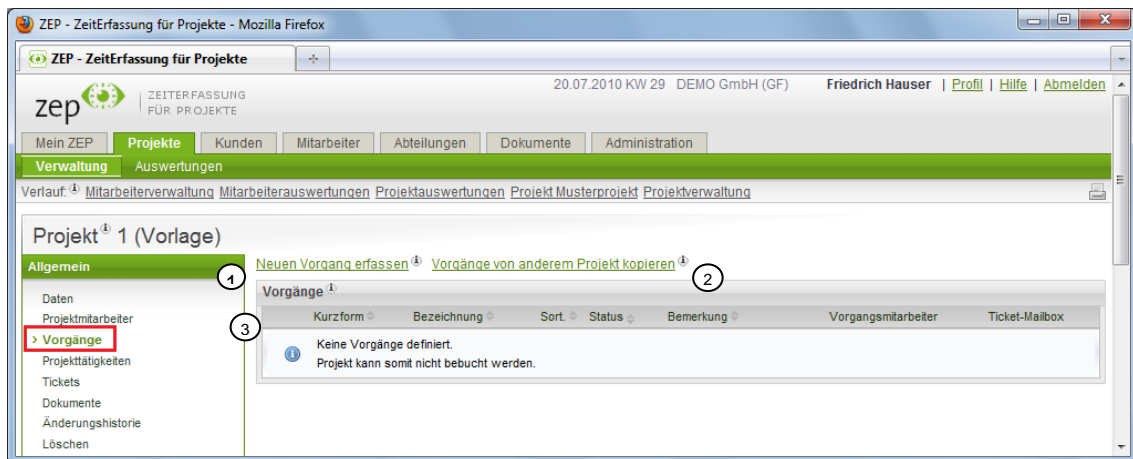 ZEP - ZeitErfassung für Projekte - Mozilla Firefox
ZEP - ZeitErfassung für Projekte
zep ZEITERFASSUNG FÜR PROJEKTE
20.07.2010 KW 29 DEMO GmbH (GF) Friedrich Hauser | Profil | Hilfe | Abmelden
Mein ZEP Projekte Kunden Mitarbeiter Abteilungen Dokumente Administration
Verwaltung Auswertungen
Verlauf: Mitarbeiterverwaltung Mitarbeiterauswertungen Projektauswertungen Projekt Musterprojekt Projektverwaltung
Projekt 1 (Vorlage)
Allgemein
Daten
Projektmitarbeiter
> Vorgänge
Projekttätigkeiten
Tickets
Dokumente
Änderungshistorie
Löschen
1 Neuen Vorgang erfassen Vorgänge von anderem Projekt kopieren 2
Vorgänge
3 Kurzform Bezeichnung Sort. Status Bemerkung Vorgangsmitarbeiter Ticket-Mailbox
Keine Vorgänge definiert.
Projekt kann somit nicht bebucht werden.